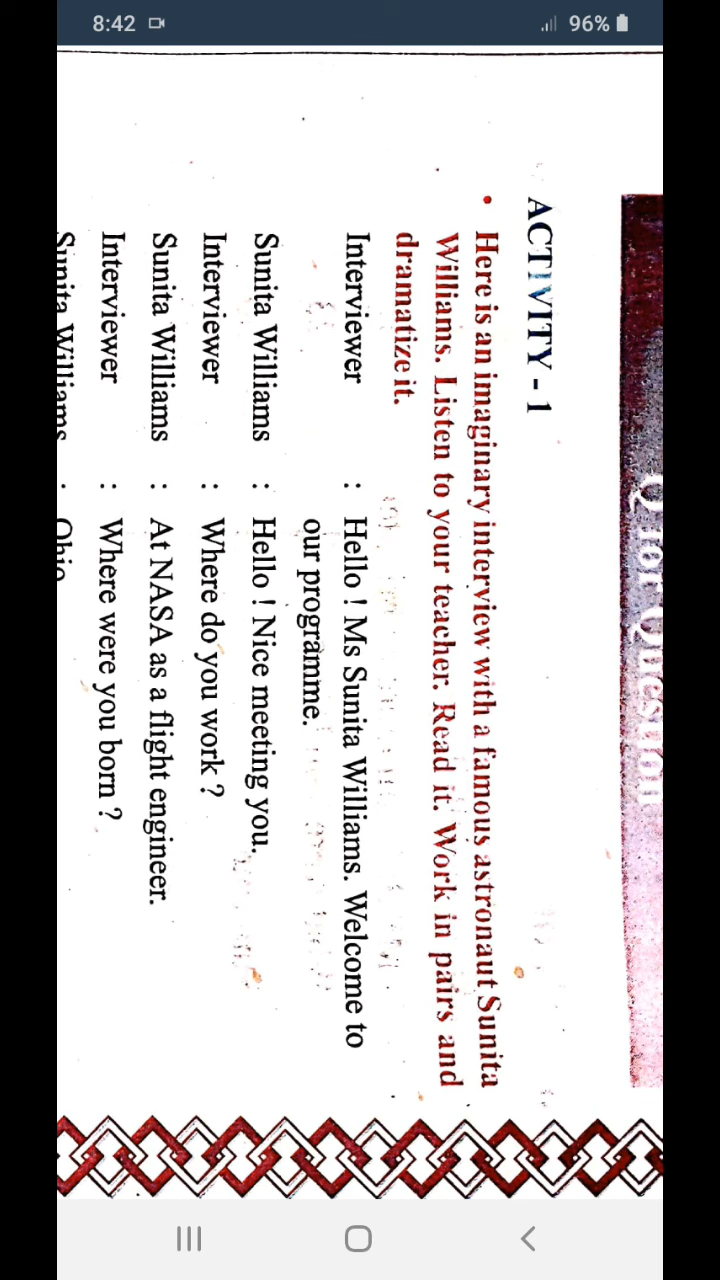 8:42
96%
Q for Question
ACTIVITY - 1
• Here is an imaginary interview with a famous astronaut Sunita
Williams. Listen to your teacher. Read it. Work in pairs and
dramatize it.
Interviewer : Hello ! Ms Sunita Williams. Welcome to
our programme.
Sunita Williams : Hello ! Nice meeting you.
Interviewer : Where do you work ?
Sunita Williams : At NASA as a flight engineer.
Interviewer : Where were you born ?
Sunita Williams : Ohio